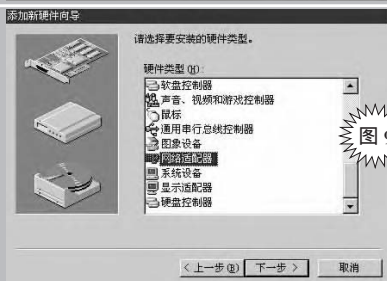 添加新硬件向导
请选择要安装的硬件类型。
硬件类型(H):
软盘控制器
声音、视频和游戏控制器
鼠标
通用串行总线控制器
图象设备
网络适配器
系统设备
显示适配器
硬盘控制器
图
<上一步(B)
下一步 >
取消